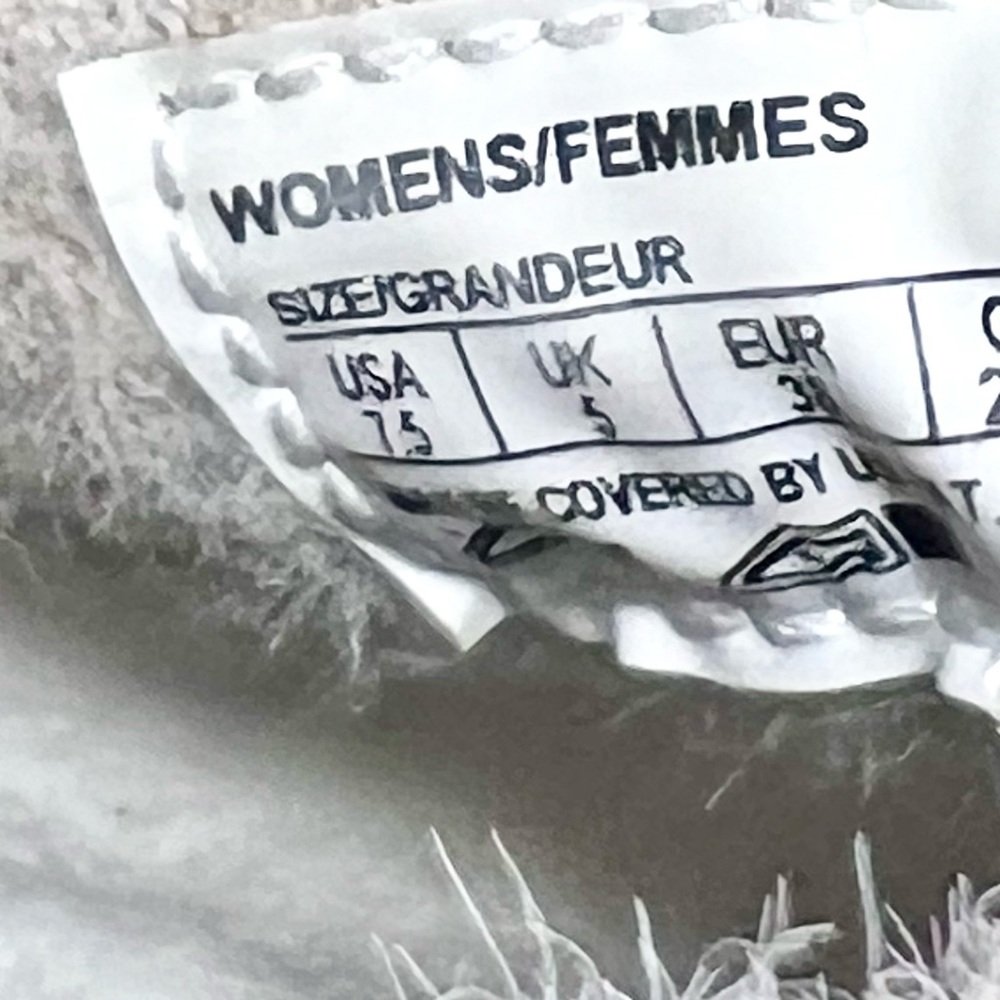 WOMENS/FEMMES
SIZE/GRANDEUR
USA UK EUR
7.5 5
COVERED BY